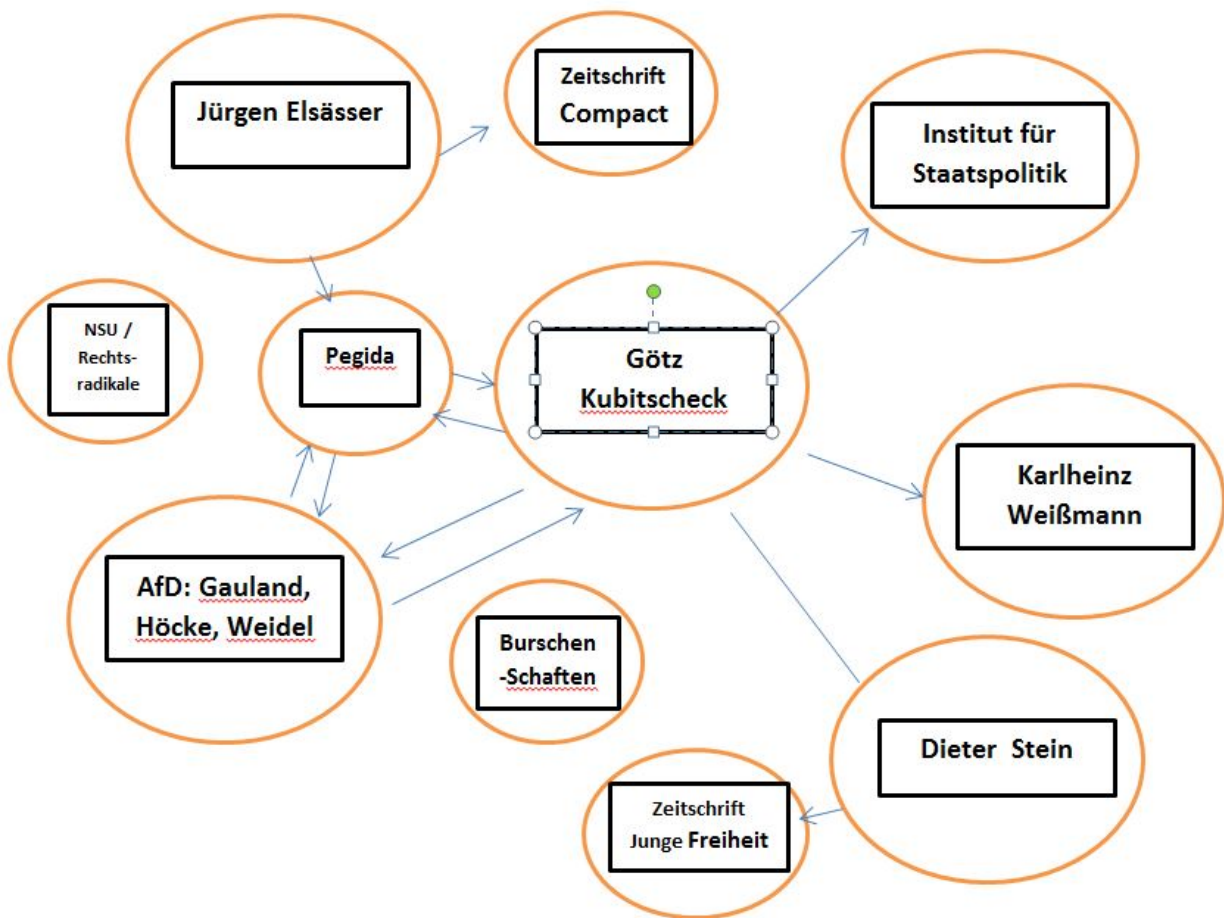 Jürgen Elsässer
Zeitschrift
Compact
Institut für
Staatspolitik
NSU /
Rechts-
radikale
Pegida
Götz
Kubitscheck
Karlheinz
Weißmann
AfD: Gauland,
Höcke, Weidel
Burschen
-Schaften
Dieter Stein
Zeitschrift
Junge Freiheit